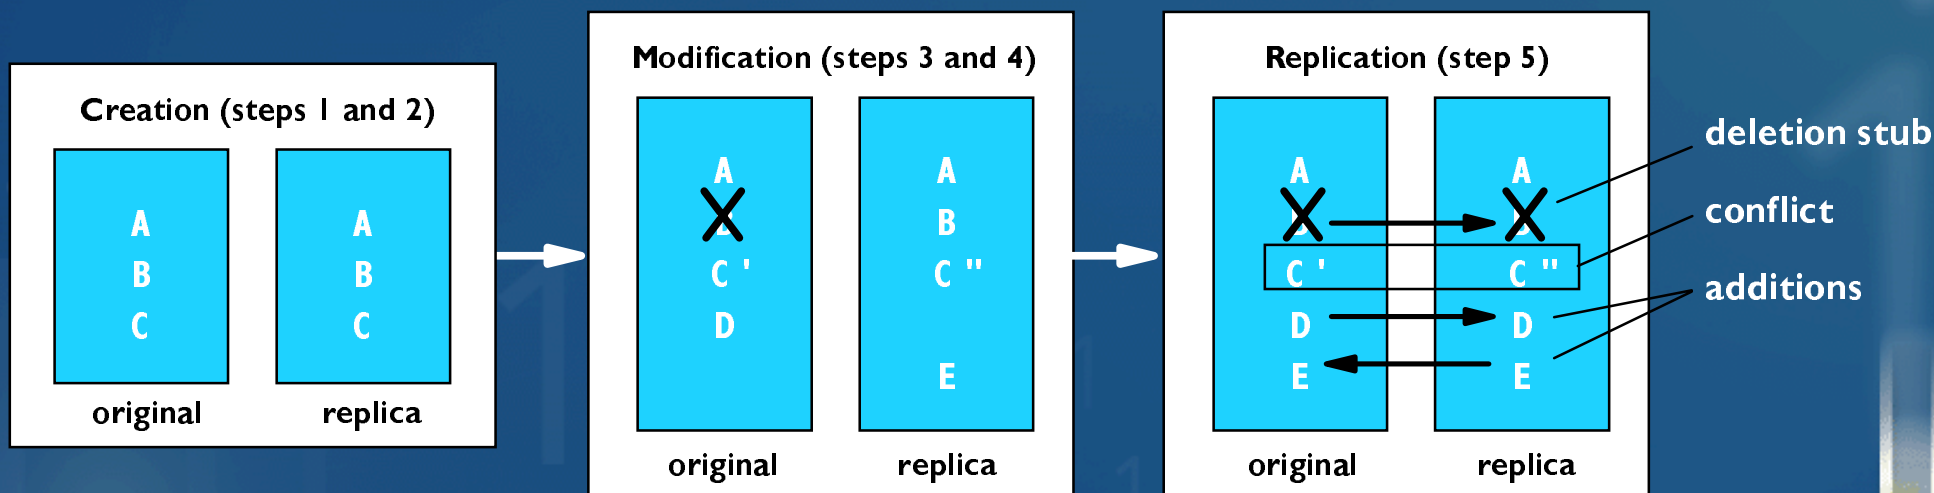 Creation (steps 1 and 2)
A A
B B
C C
original replica
Modification (steps 3 and 4)
A A
B B
C ' C "
D
E
original replica
Replication (step 5)
A A
B B
C ' C "
D D
E E
original replica
deletion stub
conflict
additions